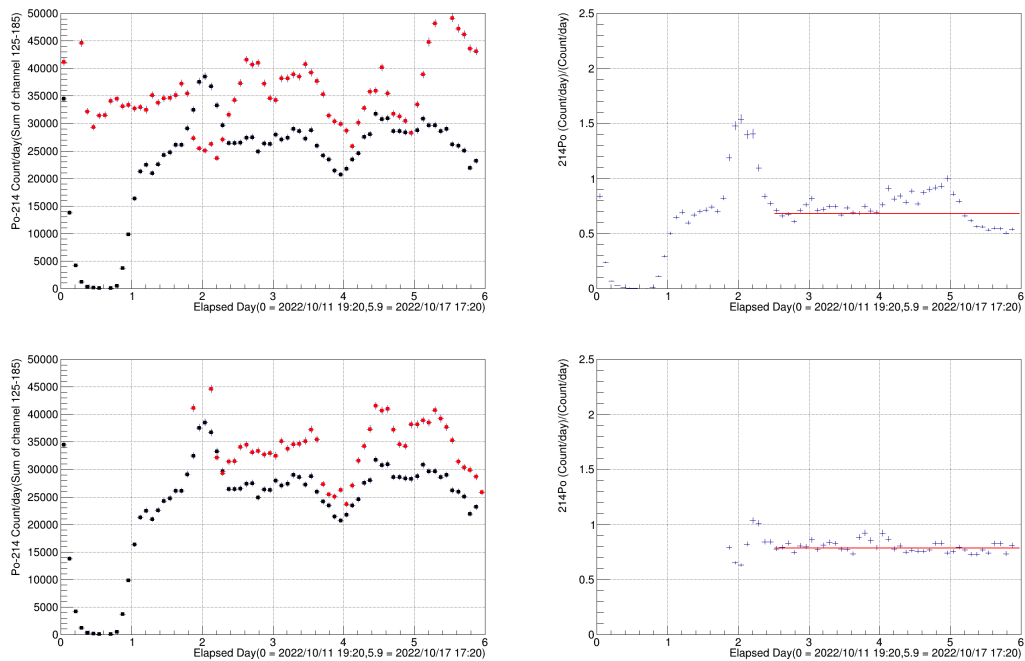 Po-214 Count/day(Sum of channel 125-185)
50000
45000
40000
35000
30000
25000
20000
15000
10000
5000
0
0 1 2 3 4 5 6
Elapsed Day(0 = 2022/10/11 19:20,5.9 = 2022/10/17 17:20)
214Po (Count/day)/(Count/day)
2.5
2
1.5
1
0.5
0
0 1 2 3 4 5 6
Elapsed Day(0 = 2022/10/11 19:20,5.9 = 2022/10/17 17:20)
Po-214 Count/day(Sum of channel 125-185)
50000
45000
40000
35000
30000
25000
20000
15000
10000
5000
0
0 1 2 3 4 5 6
Elapsed Day(0 = 2022/10/11 19:20,5.9 = 2022/10/17 17:20)
214Po (Count/day)/(Count/day)
2.5
2
1.5
1
0.5
0
0 1 2 3 4 5 6
Elapsed Day(0 = 2022/10/11 19:20,5.9 = 2022/10/17 17:20)